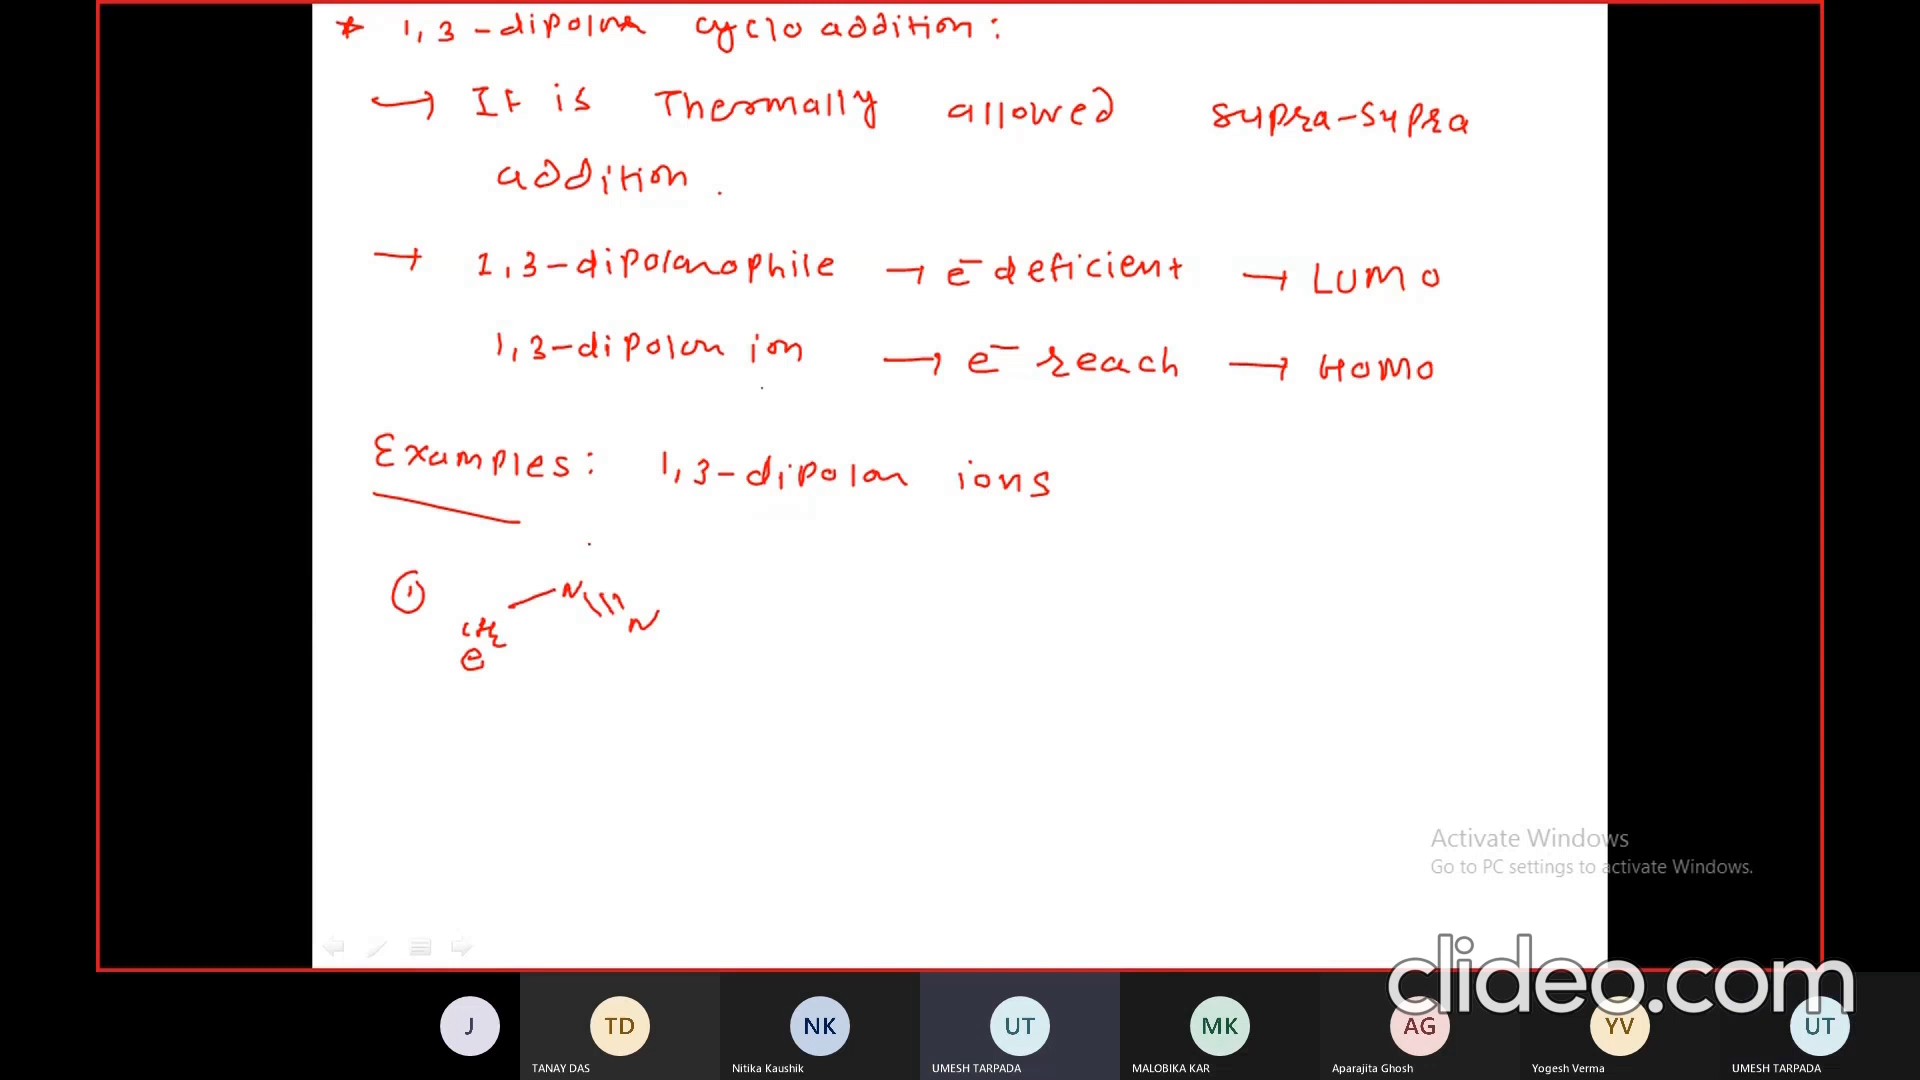 * 1,3-dipolar cyclo addition:
→ It is Thermally allowed supra-supra
addition.
→ 1,3-dipolarophile → e⁻ deficient → LUMO
1,3-dipolar ion → e⁻ reach → HOMO
Examples: 1,3-dipolar ions
① CH₂ — N ≡ N
⊖
Activate Windows
Go to PC settings to activate Windows.
clideo.com
J TD NK UT MK AG YV UT
TANAY DAS Nitika Kaushik UMESH TARPADA MALOBIKA KAR Aparajita Ghosh Yogesh Verma UMESH TARPADA